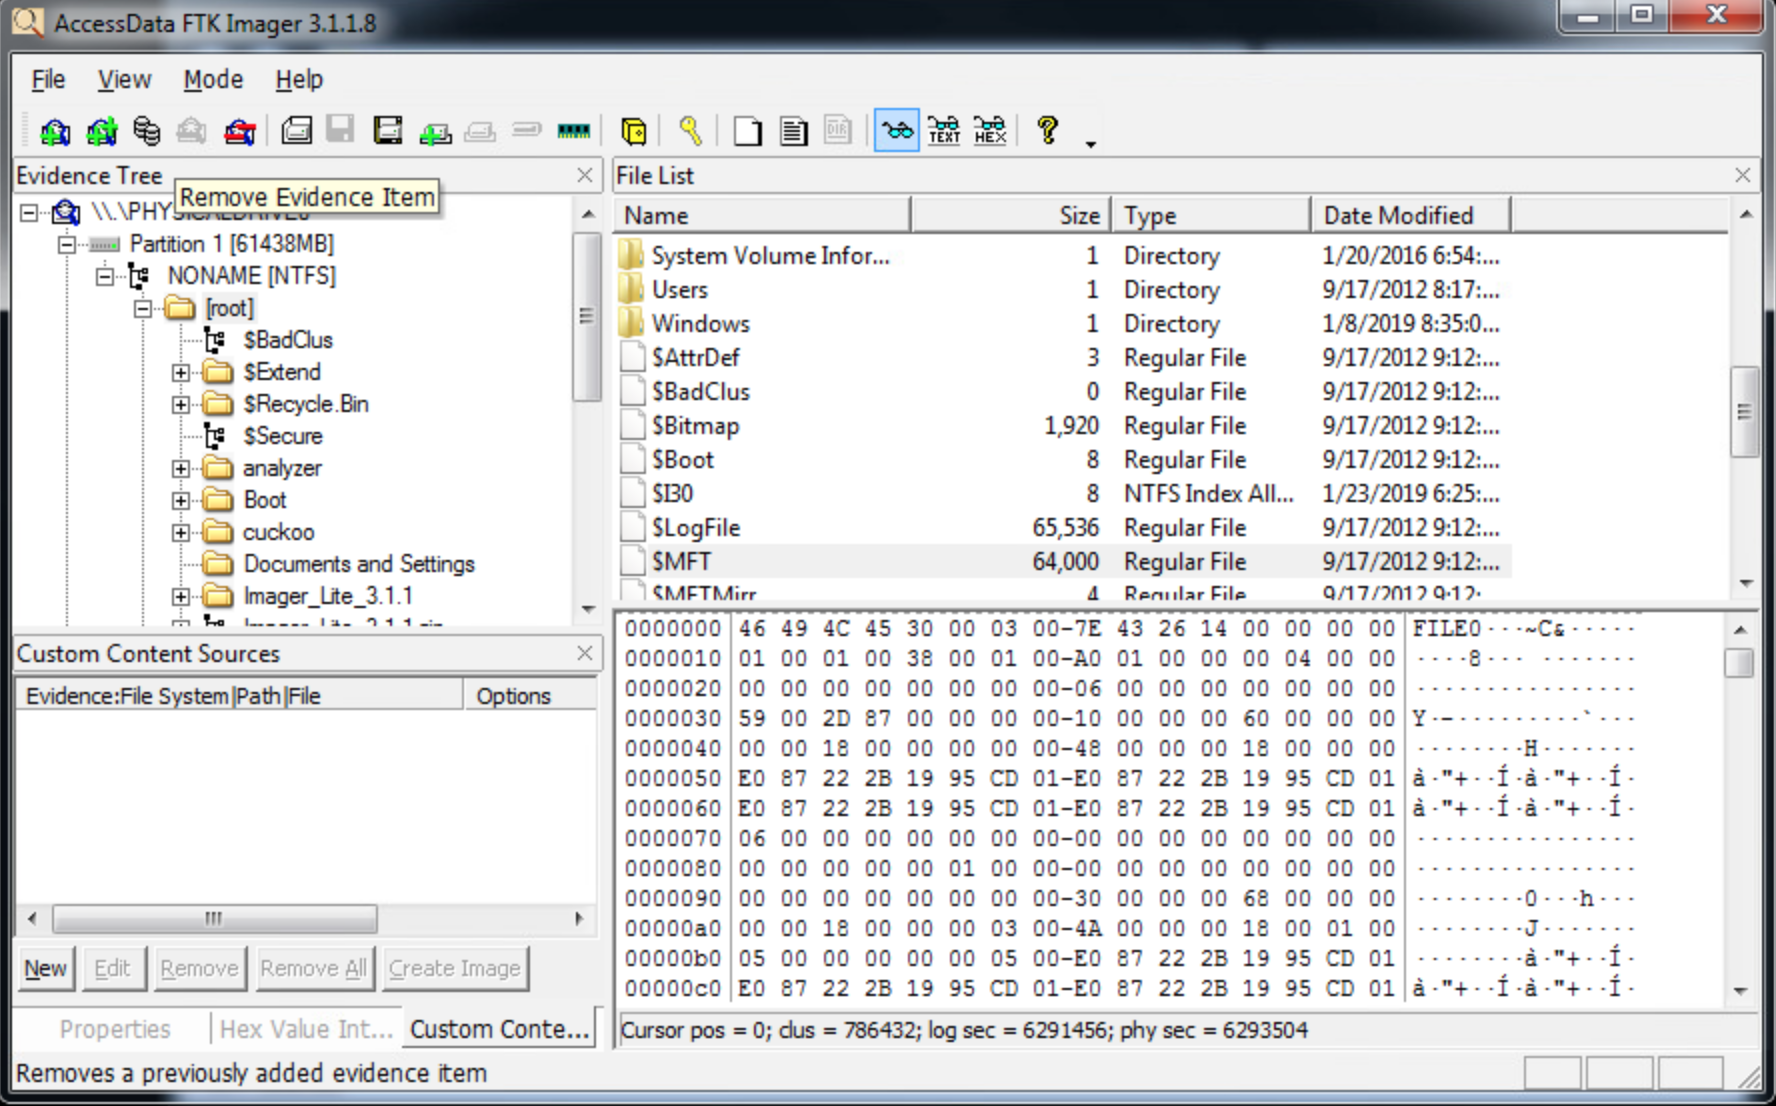 AccessData FTK Imager 3.1.1.8
File View Mode Help
TEXT HEX
DIR
Evidence Tree
Remove Evidence Item
Partition 1 [61438MB]
NONAME [NTFS]
[root]
$BadClus
$Extend
$Recycle.Bin
$Secure
analyzer
Boot
cuckoo
Documents and Settings
Imager_Lite_3.1.1
Custom Content Sources
Evidence:File System|Path|File Options
New Edit Remove Remove All Create Image
Properties Hex Value Int... Custom Conte...
File List
Name Size Type Date Modified
System Volume Infor... 1 Directory 1/20/2016 6:54:...
Users 1 Directory 9/17/2012 8:17:...
Windows 1 Directory 1/8/2019 8:35:0...
$AttrDef 3 Regular File 9/17/2012 9:12:...
$BadClus 0 Regular File 9/17/2012 9:12:...
$Bitmap 1,920 Regular File 9/17/2012 9:12:...
$Boot 8 Regular File 9/17/2012 9:12:...
$I30 8 NTFS Index All... 1/23/2019 6:25:...
$LogFile 65,536 Regular File 9/17/2012 9:12:...
$MFT 64,000 Regular File 9/17/2012 9:12:...
$MFTMirr 4 Regular File 9/17/2012 9:12:
0000000 46 49 4C 45 30 00 03 00-7E 43 26 14 00 00 00 00 FILE0···~C&·····
0000010 01 00 01 00 38 00 01 00-A0 01 00 00 00 04 00 00 ····8··· ·······
0000020 00 00 00 00 00 00 00 00-06 00 00 00 00 00 00 00 ················
0000030 59 00 2D 87 00 00 00 00-10 00 00 00 60 00 00 00 Y·-·········`···
0000040 00 00 18 00 00 00 00 00-48 00 00 00 18 00 00 00 ········H·······
0000050 E0 87 22 2B 19 95 CD 01-E0 87 22 2B 19 95 CD 01 à·"+··Í·à·"+··Í·
0000060 E0 87 22 2B 19 95 CD 01-E0 87 22 2B 19 95 CD 01 à·"+··Í·à·"+··Í·
0000070 06 00 00 00 00 00 00 00-00 00 00 00 00 00 00 00 ················
0000080 00 00 00 00 00 01 00 00-00 00 00 00 00 00 00 00 ················
0000090 00 00 00 00 00 00 00 00-30 00 00 00 68 00 00 00 ········0···h···
00000a0 00 00 18 00 00 00 03 00-4A 00 00 00 18 00 01 00 ········J·······
00000b0 05 00 00 00 00 00 05 00-E0 87 22 2B 19 95 CD 01 ········à·"+··Í·
00000c0 E0 87 22 2B 19 95 CD 01-E0 87 22 2B 19 95 CD 01 à·"+··Í·à·"+··Í·
Cursor pos = 0; clus = 786432; log sec = 6291456; phy sec = 6293504
Removes a previously added evidence item